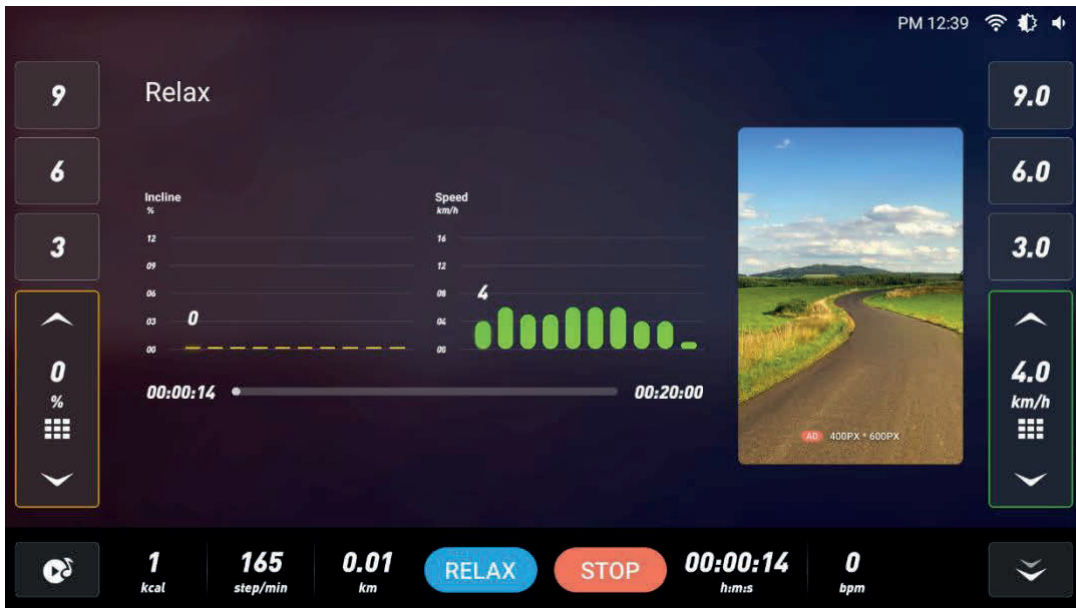 PM 12:39
9
Relax
9.0
6
6.0
Incline
%
Speed
km/h
3
3.0
12
09
06
03
00
0
16
12
08
04
00
4
0
%
4.0
km/h
00:00:14
00:20:00
AD 400PX * 600PX
1
kcal
165
step/min
0.01
km
RELAX
STOP
00:00:14
h:m:s
0
bpm